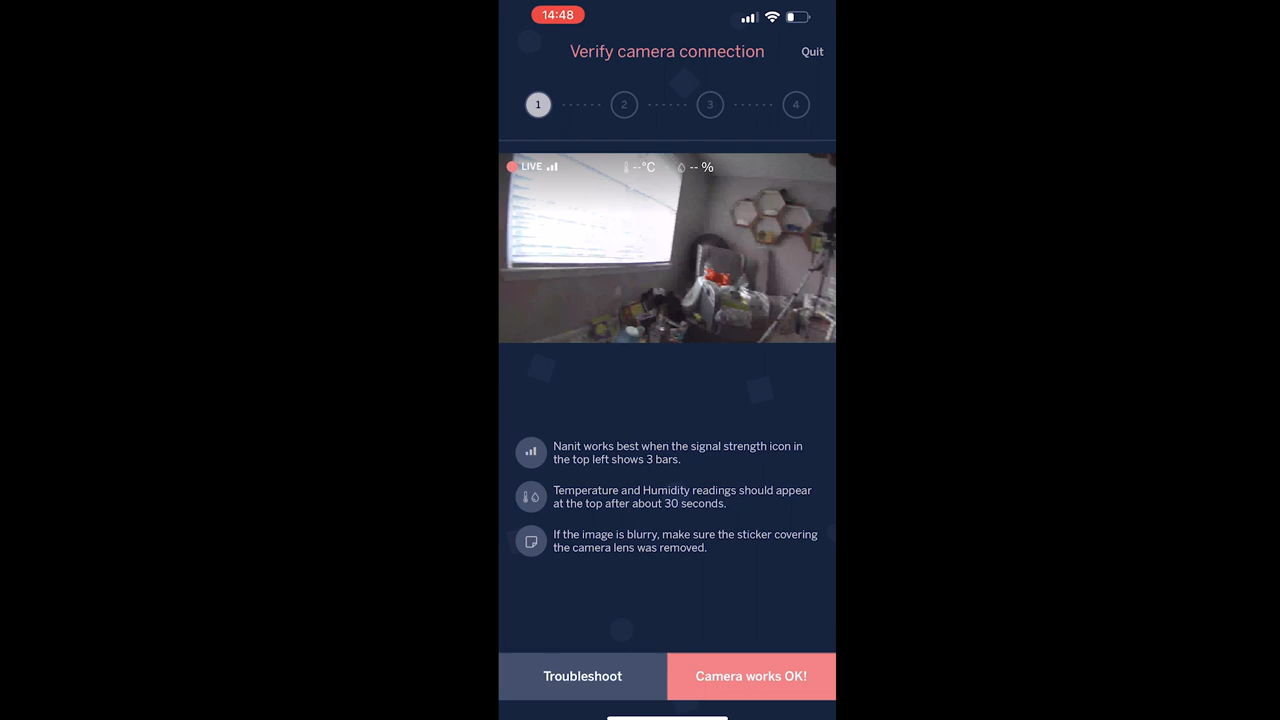 14:48
Verify camera connection
Quit
1
2
3
4
LIVE
--°C
-- %
Nanit works best when the signal strength icon in
the top left shows 3 bars.
Temperature and Humidity readings should appear
at the top after about 30 seconds.
If the image is blurry, make sure the sticker covering
the camera lens was removed.
Troubleshoot
Camera works OK!